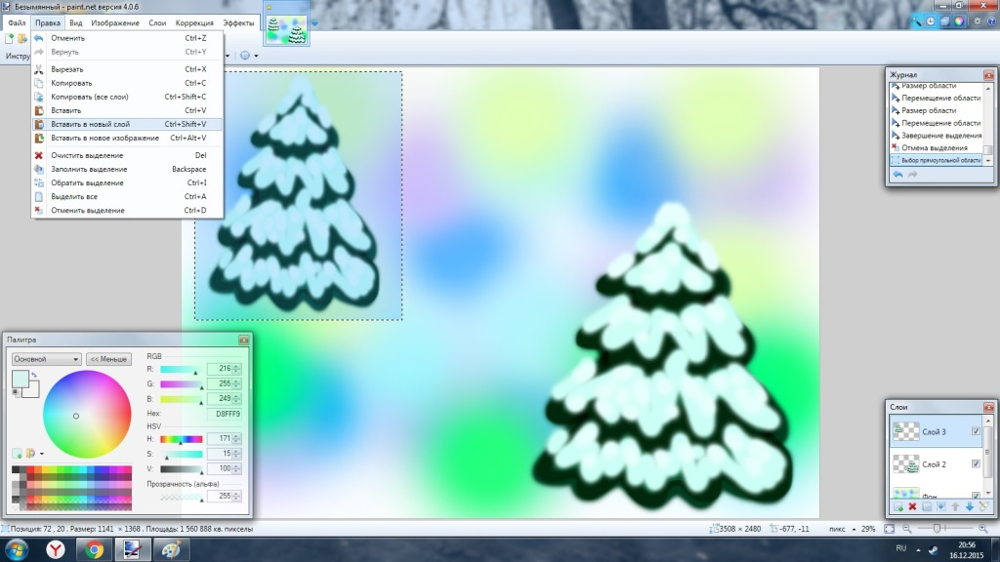 Безымянный - paint.net версия 4.0.6
Файл Правка Вид Изображение Слои Коррекция Эффекты
Отменить Ctrl+Z
Вернуть Ctrl+Y
Инстру
Вырезать Ctrl+X
Копировать Ctrl+C
Копировать (все слои) Ctrl+Shift+C
Вставить Ctrl+V
Вставить в новый слой Ctrl+Shift+V
Вставить в новое изображение Ctrl+Alt+V
Очистить выделение Del
Заполнить выделение Backspace
Обратить выделение Ctrl+I
Выделить все Ctrl+A
Отменить выделение Ctrl+D
Журнал
Размер области
Перемещение области
Размер области
Перемещение области
Завершение выделения
Отмена выделения
Выбор прямоугольной области
Палитра
Основной << Меньше
RGB
R: 216
G: 255
B: 249
Hex: D8FFF9
HSV
H: 171
S: 15
V: 100
Прозрачность (альфа)
255
Слои
Слой 3
Слой 2
Фон
Позиция: 72 , 20 . Размер: 1141 × 1368 . Площадь: 1 560 888 кв. пикселы
3508 × 2480 -677, -11 пикс 29%
RU 20:56
16.12.2015